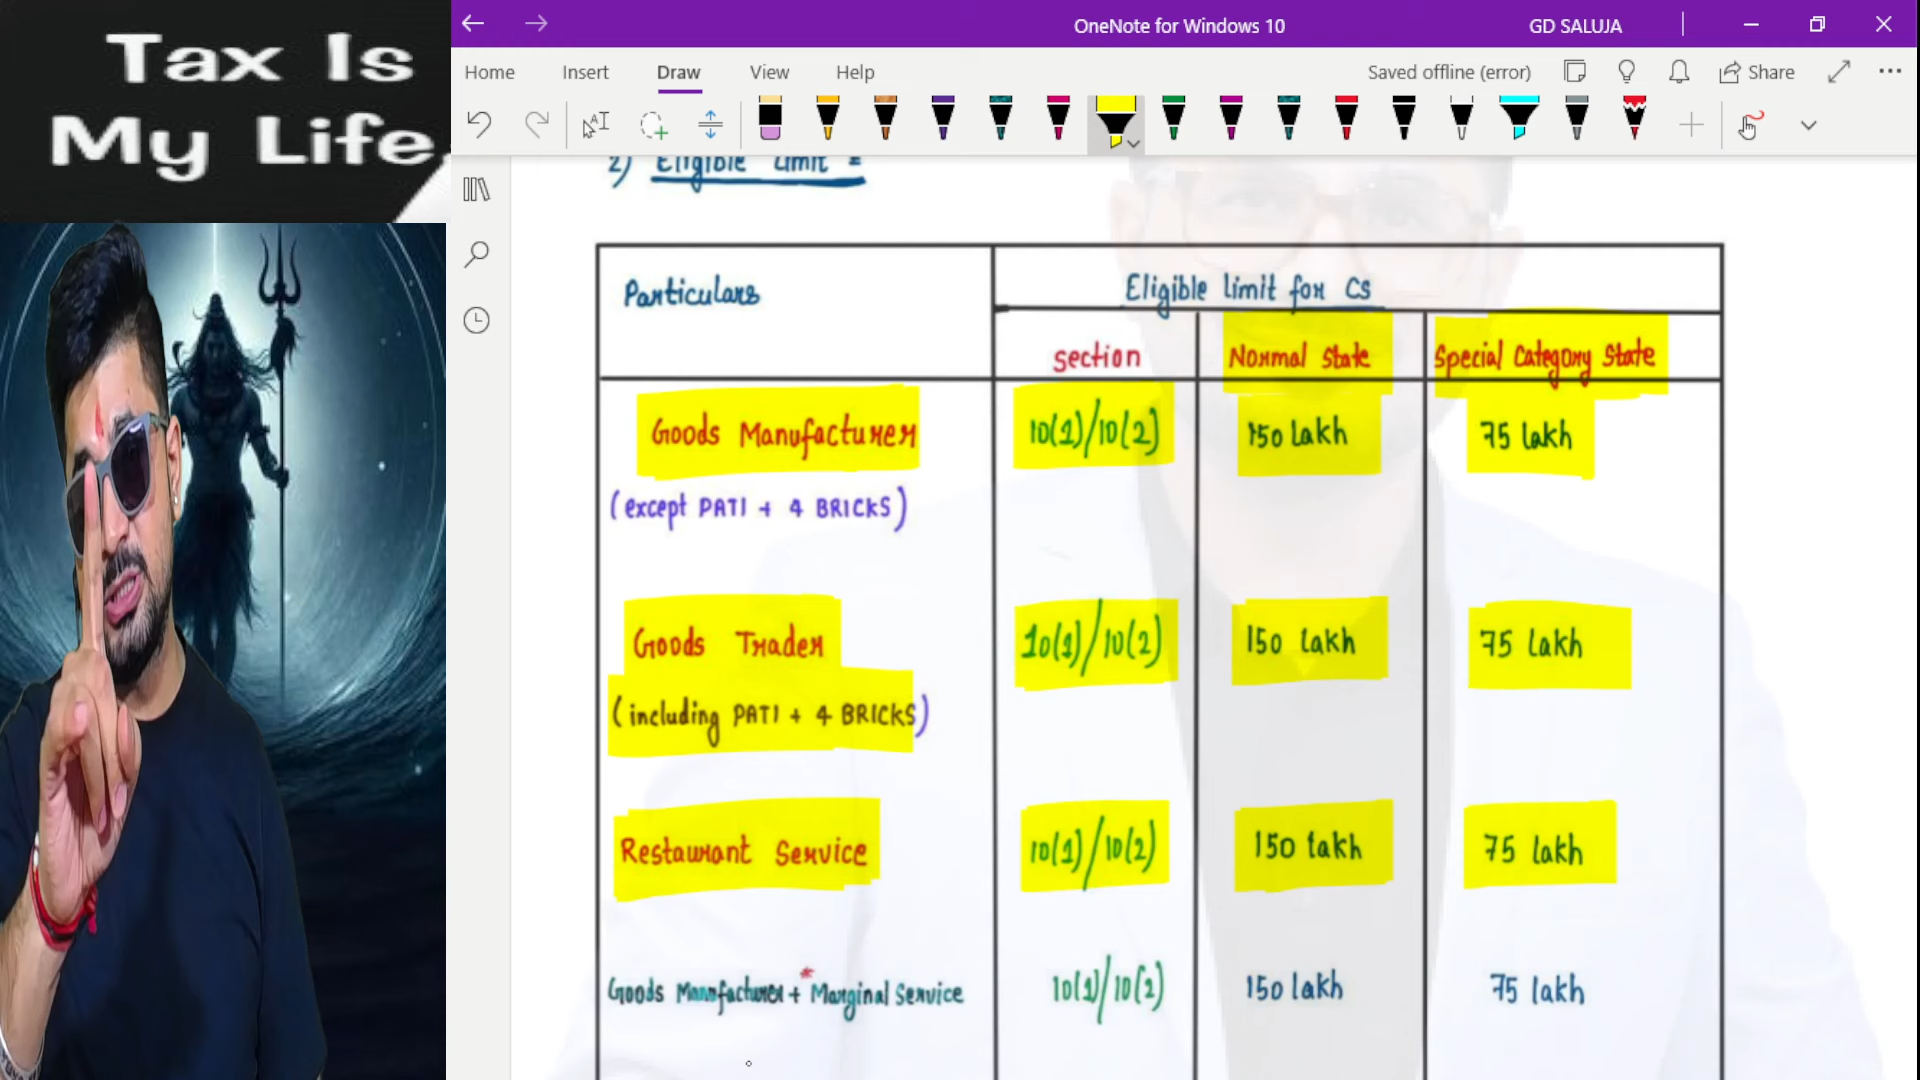 Tax Is
My Life.
OneNote for Windows 10
GD SALUJA
Home Insert Draw View Help
Saved offline (error)
Share
2) Eligible Limit =
Particulars
Eligible limit for CS
section
Normal State
Special Category State
Goods Manufacturer 10(1)/10(2) 150 Lakh 75 Lakh
(except PATI + 4 BRICKS)
Goods Trader 10(1)/10(2) 150 Lakh 75 Lakh
(including PATI + 4 BRICKS)
Restaurant Service 10(1)/10(2) 150 Lakh 75 Lakh
Goods Manufacturer + *Marginal Service 10(1)/10(2) 150 lakh 75 lakh